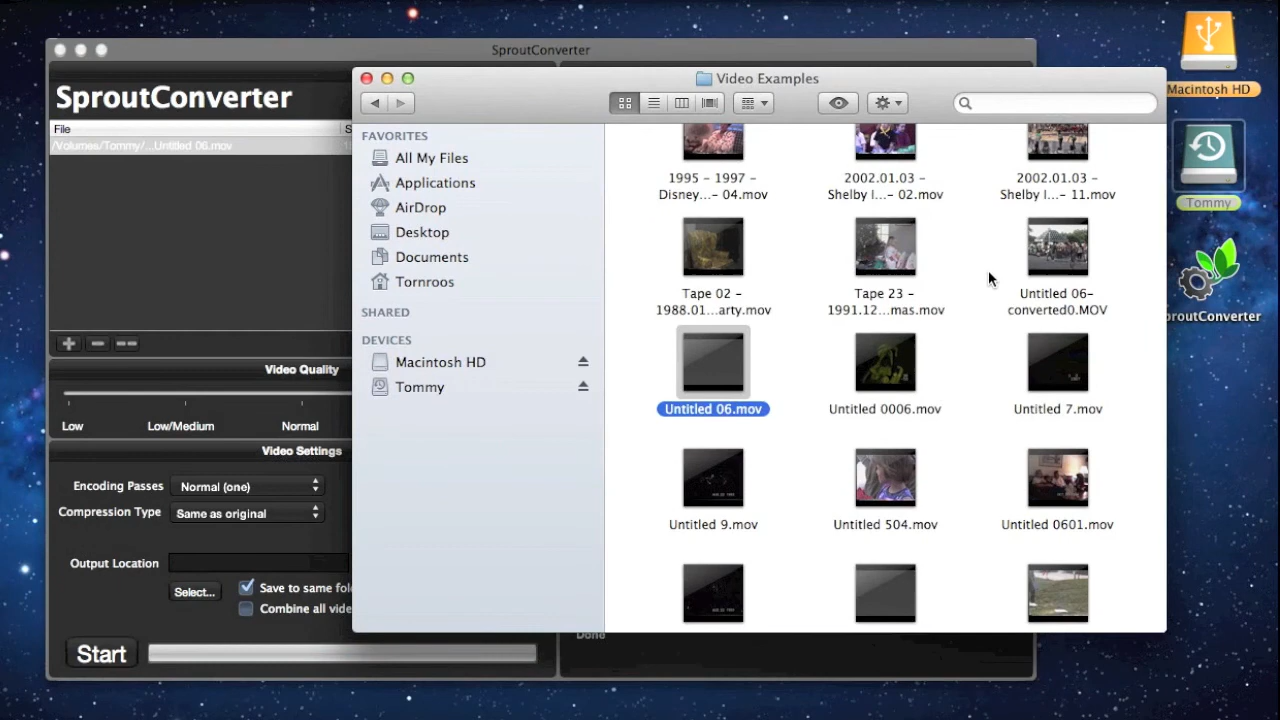 SproutConverter
Video Examples
Macintosh HD
SproutConverter
File
/Volumes/Tommy/...Untitled 06.mov
FAVORITES
All My Files
Applications
AirDrop
Desktop
Documents
Tornroos
SHARED
DEVICES
Macintosh HD
Tommy
1995 - 1997 -
Disney...- 04.mov
2002.01.03 -
Shelby I...- 02.mov
2002.01.03 -
Shelby I...- 11.mov
Tape 02 -
1988.01...arty.mov
Tape 23 -
1991.12...mas.mov
Untitled 06-
converted0.MOV
Untitled 06.mov
Untitled 0006.mov
Untitled 7.mov
Untitled 9.mov
Untitled 504.mov
Untitled 0601.mov
Tommy
proutConverter
Video Quality
Low
Low/Medium
Normal
Video Settings
Encoding Passes
Normal (one)
Compression Type
Same as original
Output Location
Select...
Save to same fol
Combine all vide
Start
Done